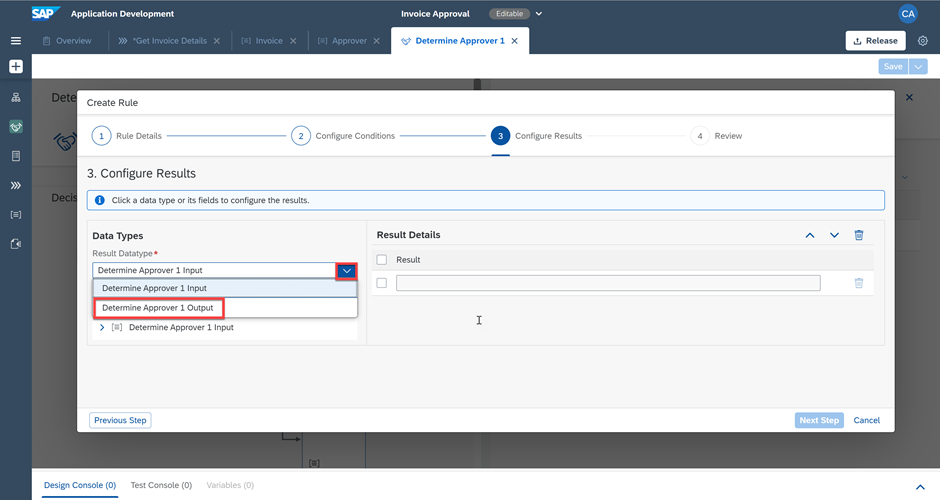 SAP Application Development Invoice Approval Editable CA
Overview *Get Invoice Details Invoice Approver Determine Approver 1 Release
Save
Dete
Create Rule
1 Rule Details 2 Configure Conditions 3 Configure Results 4 Review
3. Configure Results
Decis
i Click a data type or its fields to configure the results.
Data Types Result Details
Result Datatype*
Result
Determine Approver 1 Input
Determine Approver 1 Input
Determine Approver 1 Output
Determine Approver 1 Input
Previous Step Next Step Cancel
Design Console (0) Test Console (0) Variables (0)